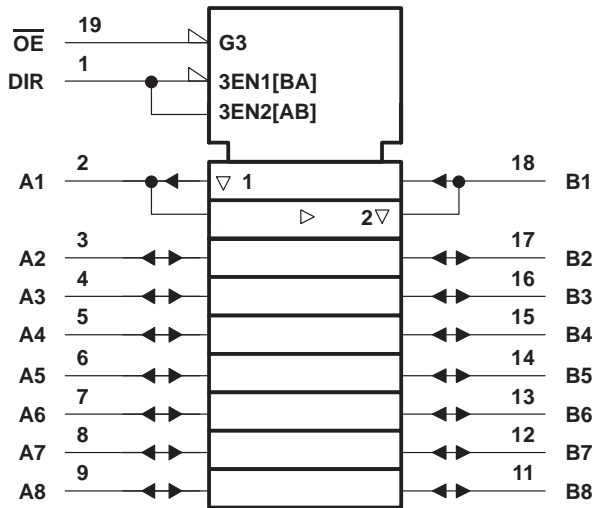 OE 19 G3
DIR 1 3EN1[BA]
3EN2[AB]
A1 2 1 18 B1
2
A2 3 17 B2
A3 4 16 B3
A4 5 15 B4
A5 6 14 B5
A6 7 13 B6
A7 8 12 B7
A8 9 11 B8